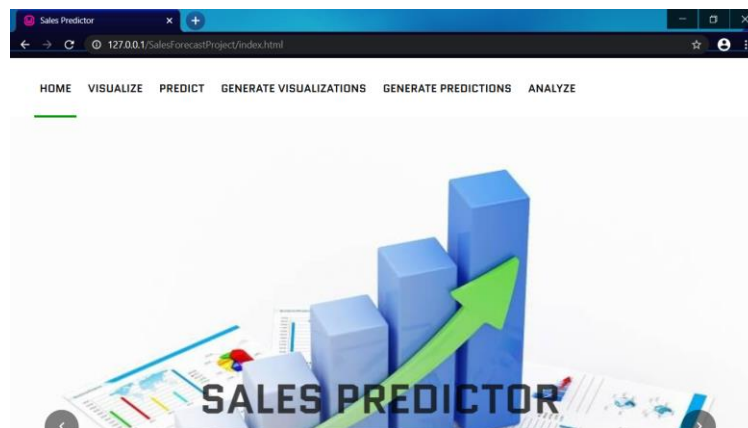 Sales Predictor
127.0.0.1/SalesForecastProject/index.html
HOME VISUALIZE PREDICT GENERATE VISUALIZATIONS GENERATE PREDICTIONS ANALYZE
SALES PREDICTOR